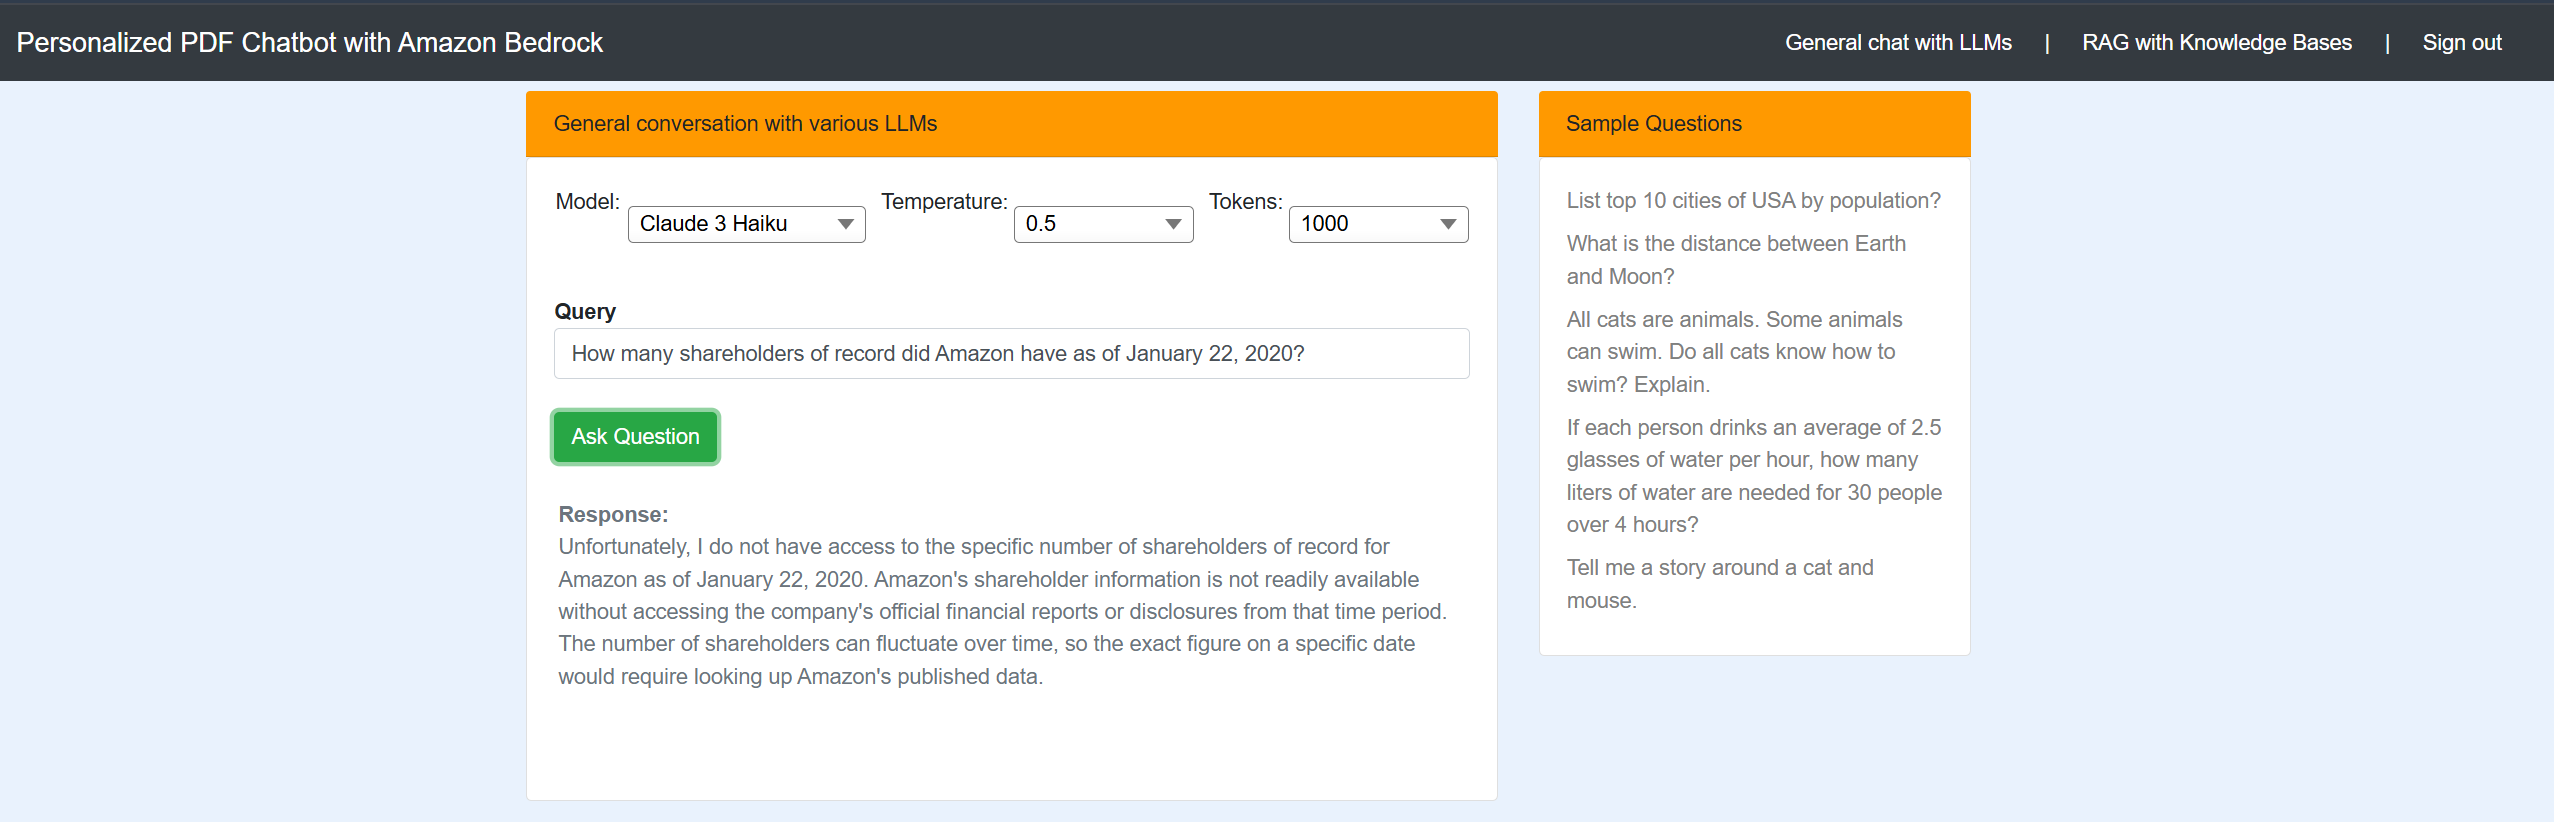 Personalized PDF Chatbot with Amazon Bedrock
General chat with LLMs | RAG with Knowledge Bases | Sign out
General conversation with various LLMs
Model: Claude 3 Haiku Temperature: 0.5 Tokens: 1000
Query
How many shareholders of record did Amazon have as of January 22, 2020?
Ask Question
Response:
Unfortunately, I do not have access to the specific number of shareholders of record for
Amazon as of January 22, 2020. Amazon's shareholder information is not readily available
without accessing the company's official financial reports or disclosures from that time period.
The number of shareholders can fluctuate over time, so the exact figure on a specific date
would require looking up Amazon's published data.
Sample Questions
List top 10 cities of USA by population?
What is the distance between Earth
and Moon?
All cats are animals. Some animals
can swim. Do all cats know how to
swim? Explain.
If each person drinks an average of 2.5
glasses of water per hour, how many
liters of water are needed for 30 people
over 4 hours?
Tell me a story around a cat and
mouse.